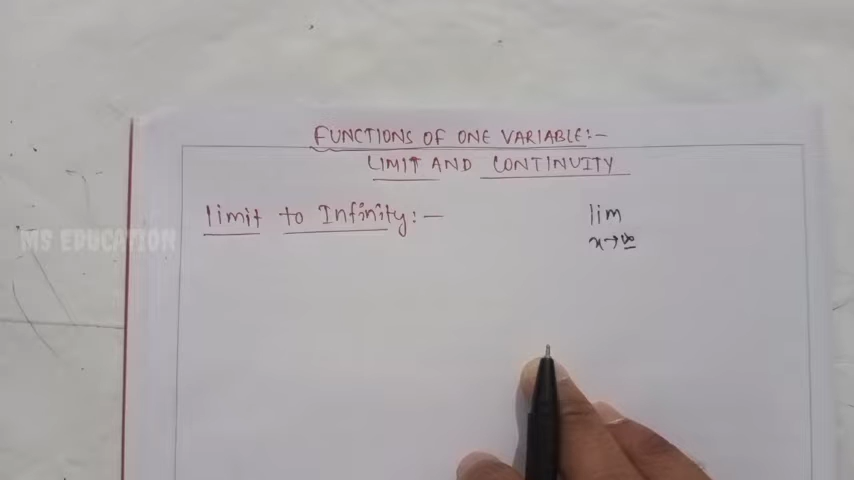 FUNCTIONS OF ONE VARIABLE:-
LIMIT AND CONTINUITY
limit to Infinity:-
lim
x→∞
MS EDUCATION